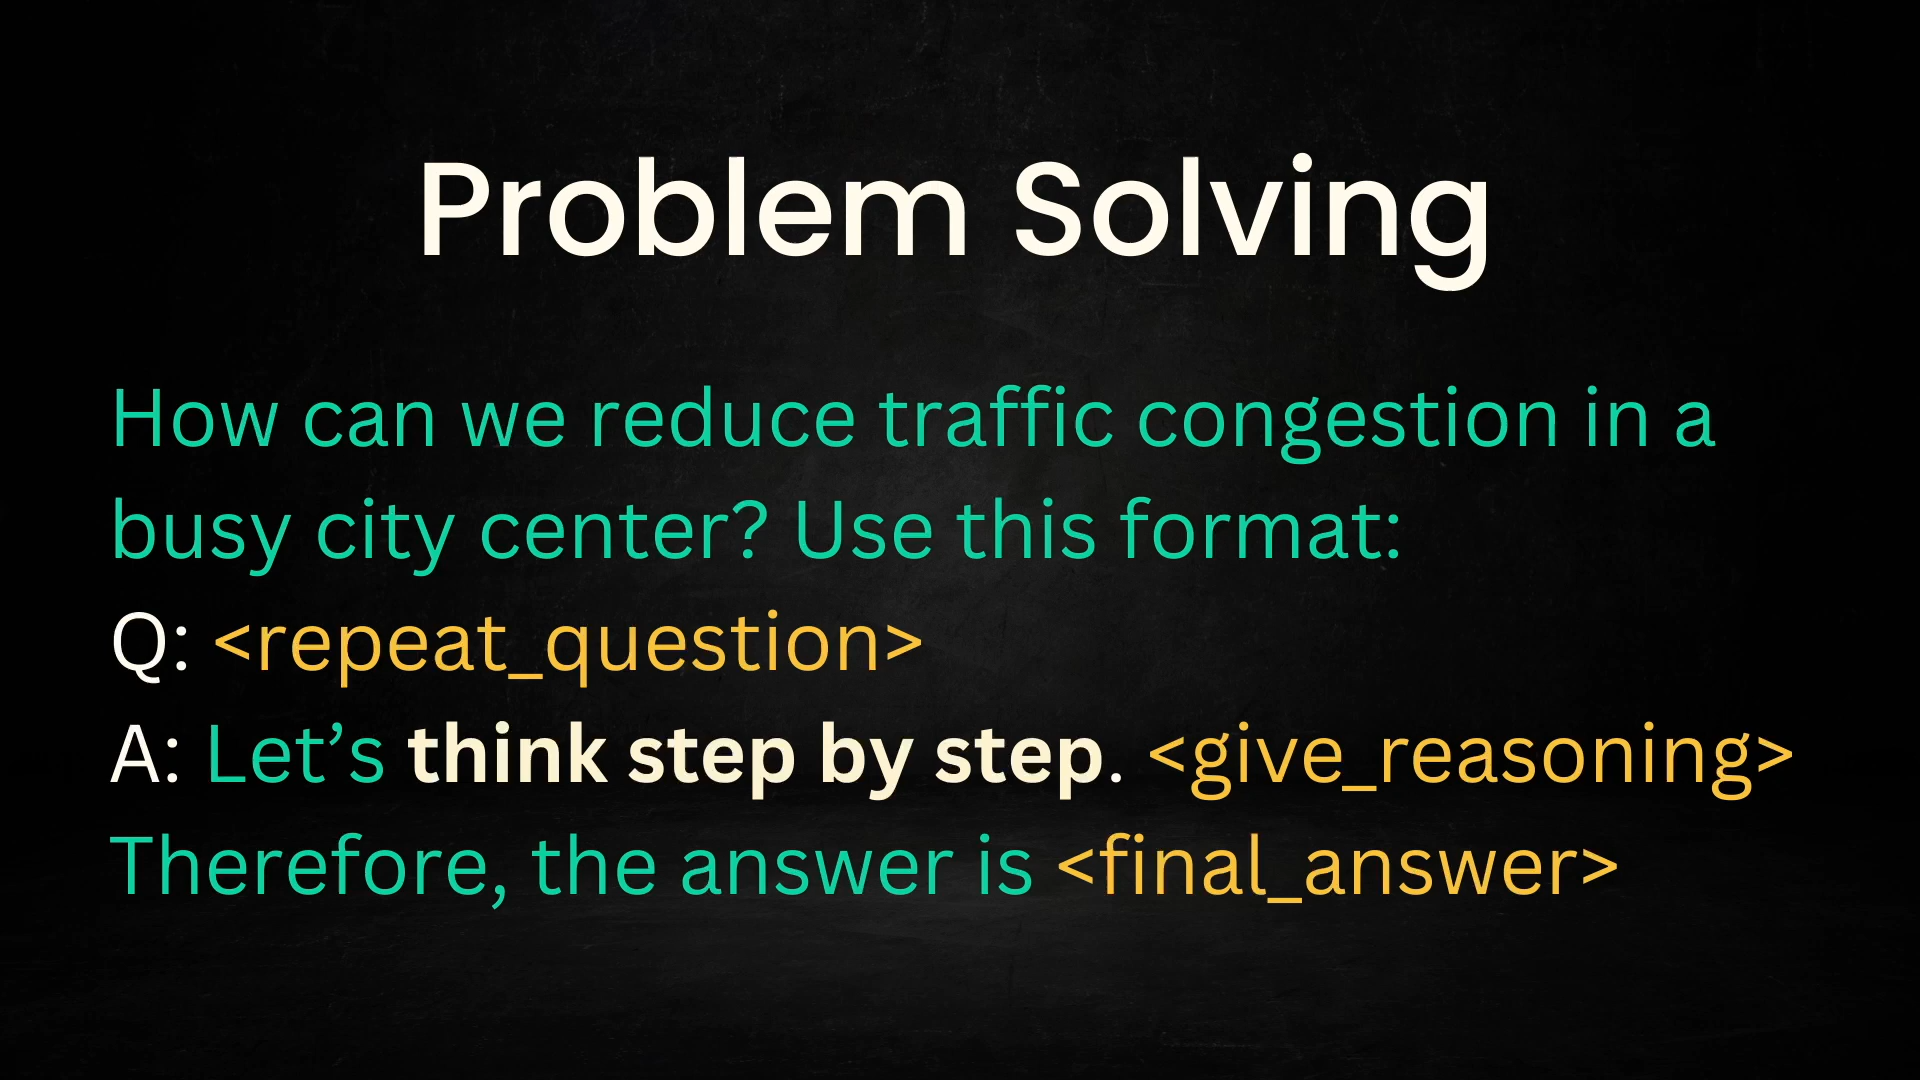 Problem Solving
How can we reduce traffic congestion in a
busy city center? Use this format:
Q: <repeat_question>
A: Let’s think step by step. <give_reasoning>
Therefore, the answer is <final_answer>